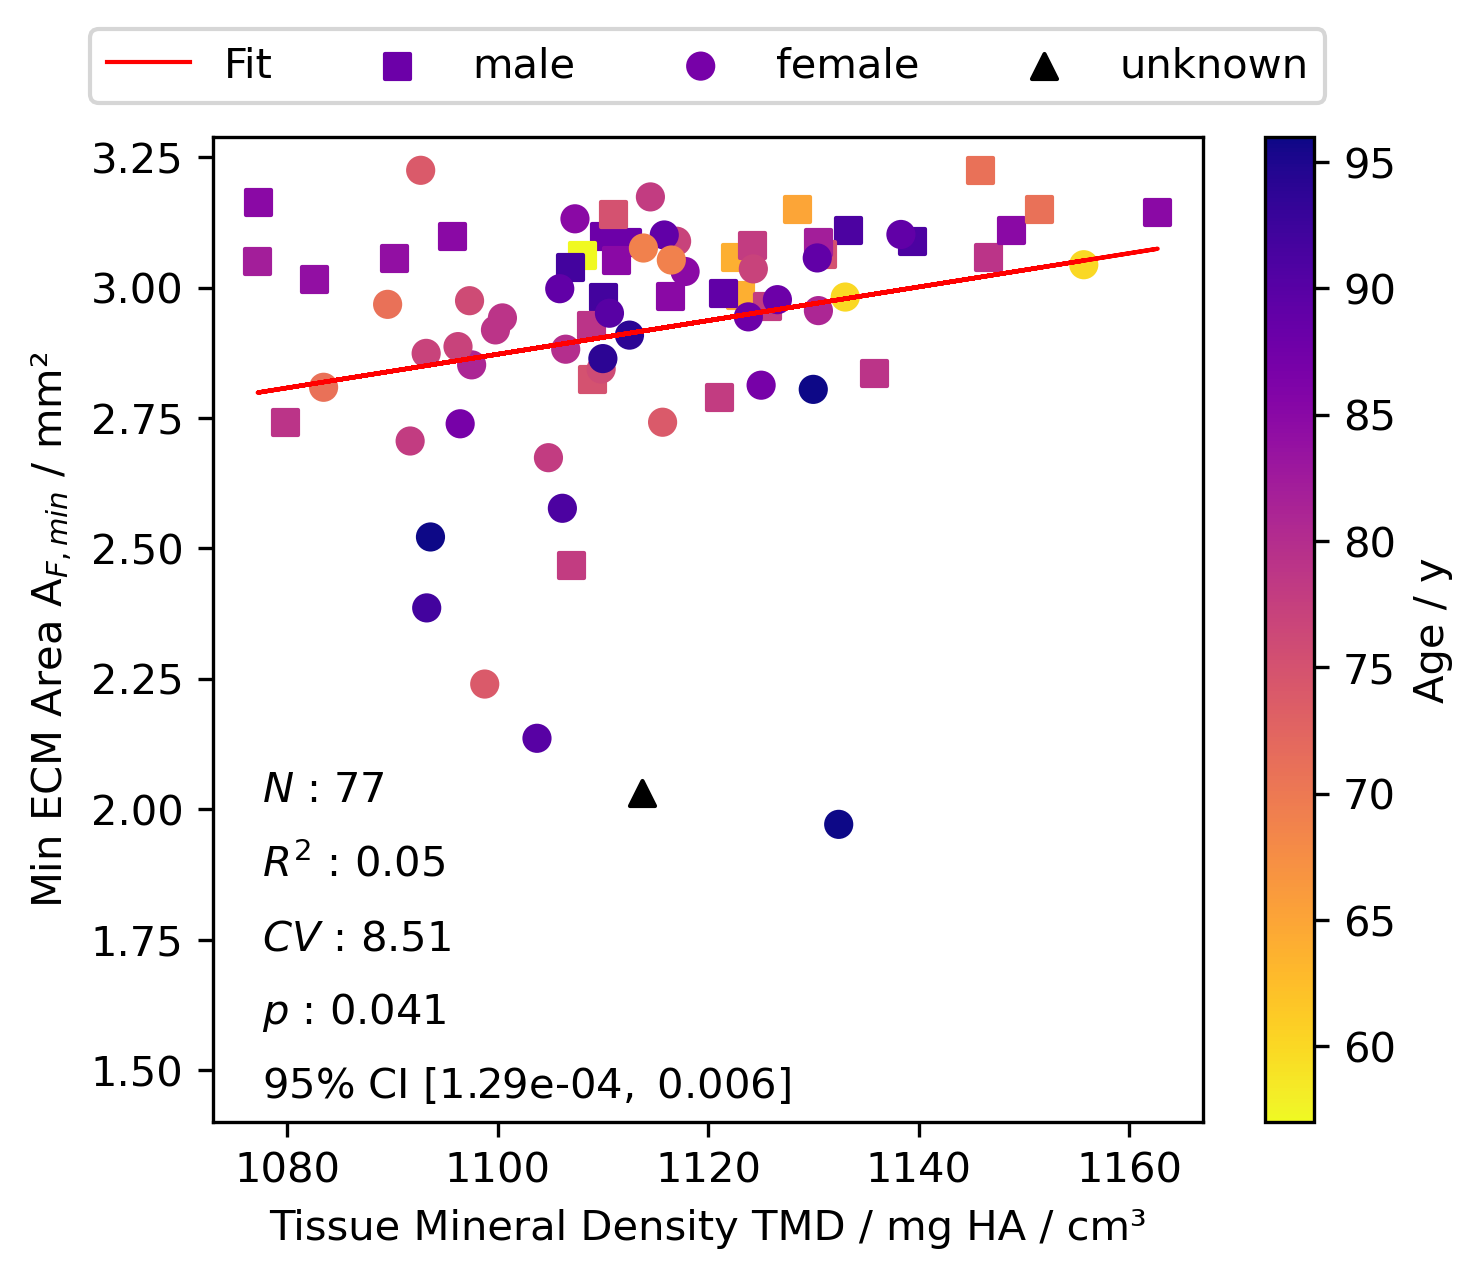 Fit male female unknown
3.25
3.00
2.75
2.50
2.25
2.00
1.75
1.50
Min ECM Area A_{F,min} / mm²
N : 77
R² : 0.05
CV : 8.51
p : 0.041
95% CI [1.29e-04, 0.006]
1080 1100 1120 1140 1160
Tissue Mineral Density TMD / mg HA / cm³
95
90
85
80
75
70
65
60
Age / y